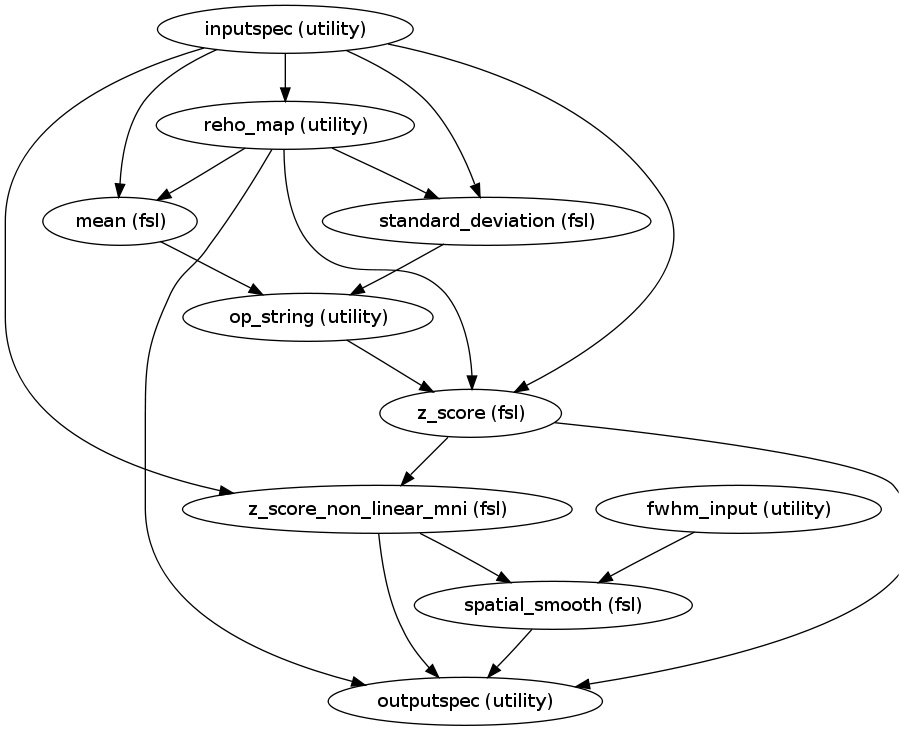 inputspec (utility)
reho_map (utility)
mean (fsl)
standard_deviation (fsl)
op_string (utility)
z_score (fsl)
z_score_non_linear_mni (fsl)
fwhm_input (utility)
spatial_smooth (fsl)
outputspec (utility)